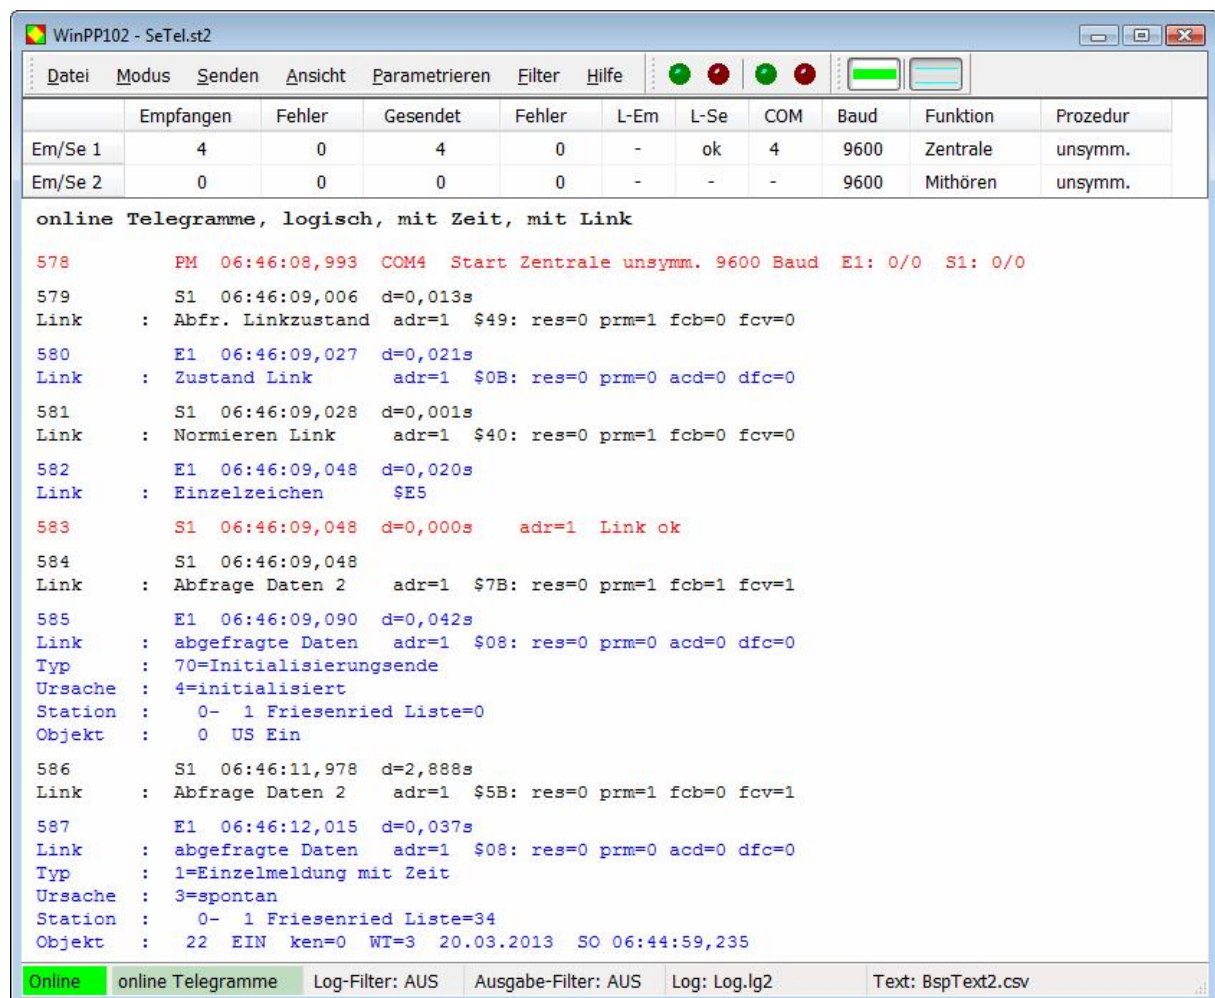 WinPP102 - SeTel.st2
Datei Modus Senden Ansicht Parametrieren Filter Hilfe
Empfangen Fehler Gesendet Fehler L-Em L-Se COM Baud Funktion Prozedur
Em/Se 1 4 0 4 0 - ok 4 9600 Zentrale unsymm.
Em/Se 2 0 0 0 0 - - - 9600 Mithören unsymm.
online Telegramme, logisch, mit Zeit, mit Link
578 PM 06:46:08,993 COM4 Start Zentrale unsymm. 9600 Baud E1: 0/0 S1: 0/0
579 S1 06:46:09,006 d=0,013s
Link : Abfr. Linkzustand adr=1 $49: res=0 prm=1 fcb=0 fcv=0
580 E1 06:46:09,027 d=0,021s
Link : Zustand Link adr=1 $0B: res=0 prm=0 acd=0 dfc=0
581 S1 06:46:09,028 d=0,001s
Link : Normieren Link adr=1 $40: res=0 prm=1 fcb=0 fcv=0
582 E1 06:46:09,048 d=0,020s
Link : Einzelzeichen $E5
583 S1 06:46:09,048 d=0,000s adr=1 Link ok
584 S1 06:46:09,048
Link : Abfrage Daten 2 adr=1 $7B: res=0 prm=1 fcb=1 fcv=1
585 E1 06:46:09,090 d=0,042s
Link : abgefragte Daten adr=1 $08: res=0 prm=0 acd=0 dfc=0
Typ : 70=Initialisierungsende
Ursache : 4=initialisiert
Station : 0- 1 Friesenried Liste=0
Objekt : 0 US Ein
586 S1 06:46:11,978 d=2,888s
Link : Abfrage Daten 2 adr=1 $5B: res=0 prm=1 fcb=0 fcv=1
587 E1 06:46:12,015 d=0,037s
Link : abgefragte Daten adr=1 $08: res=0 prm=0 acd=0 dfc=0
Typ : 1=Einzelmeldung mit Zeit
Ursache : 3=spontan
Station : 0- 1 Friesenried Liste=34
Objekt : 22 EIN ken=0 WT=3 20.03.2013 SO 06:44:59,235
Online online Telegramme Log-Filter: AUS Ausgabe-Filter: AUS Log: Log.lg2 Text: BspText2.csv